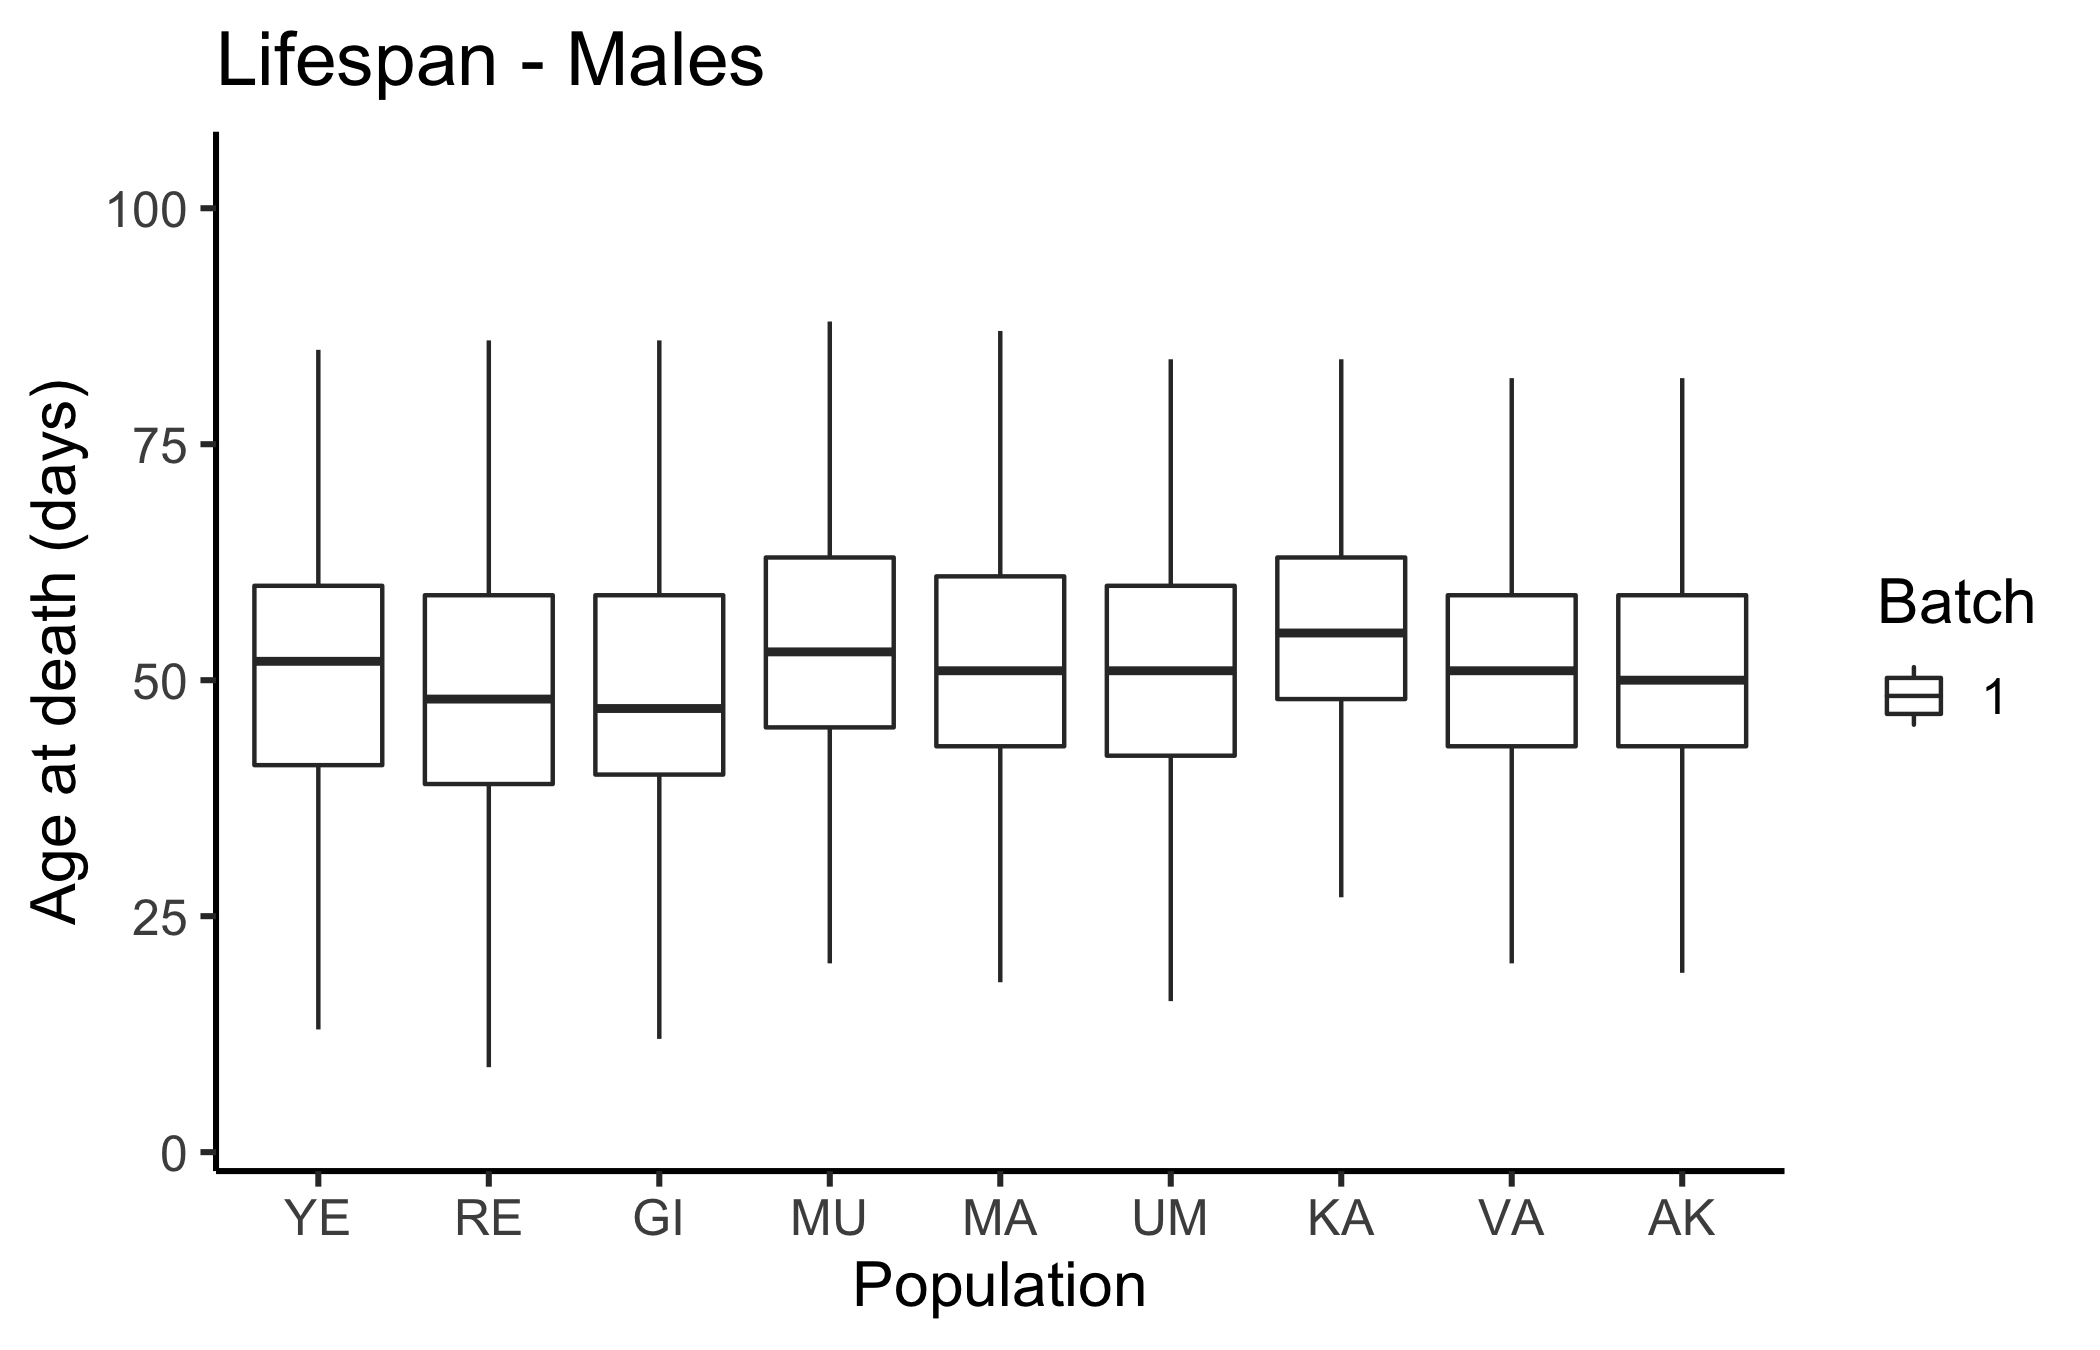 Lifespan - Males
Age at death (days)
100
75
50
25
0
YE RE GI MU MA UM KA VA AK
Population
Batch
1